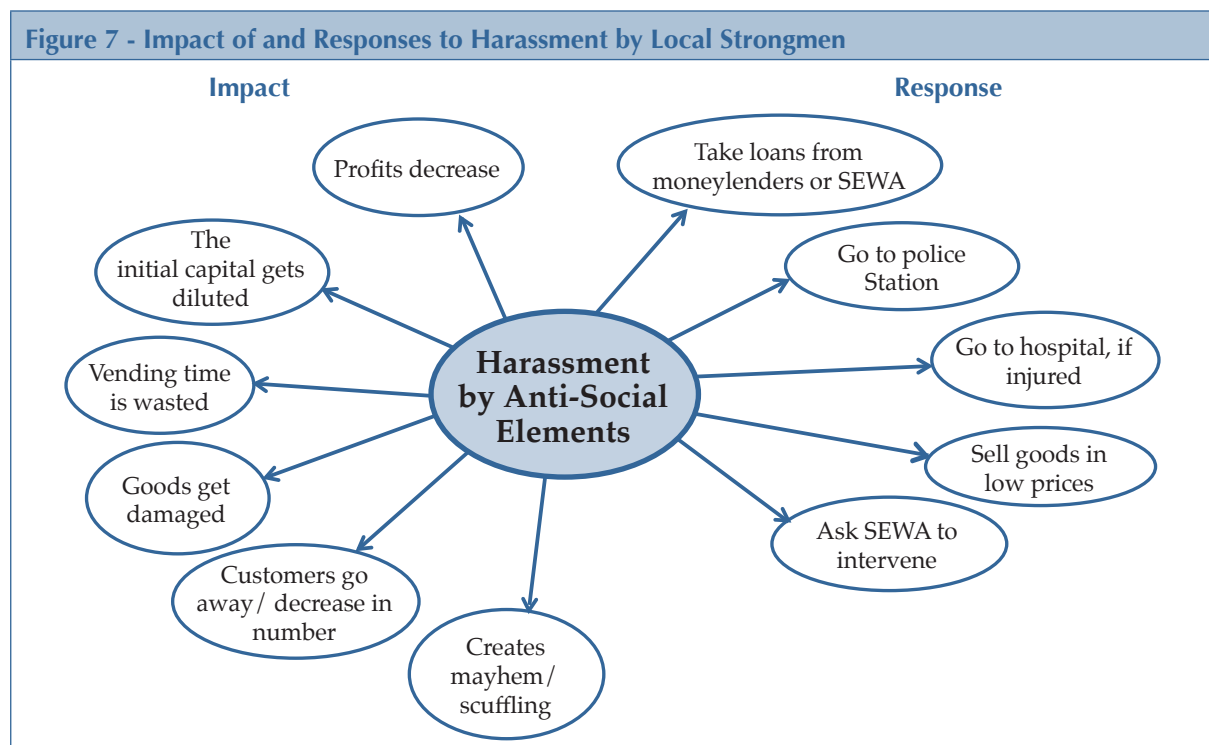 Figure 7 - Impact of and Responses to Harassment by Local Strongmen
Impact
Response
Profits decrease
The
initial capital gets
diluted
Vending time
is wasted
Goods get
damaged
Customers go
away/ decrease in
number
Creates
mayhem/
scuffling
Harassment
by Anti-Social
Elements
Take loans from
moneylenders or SEWA
Go to police
Station
Go to hospital, if
injured
Sell goods in
low prices
Ask SEWA to
intervene